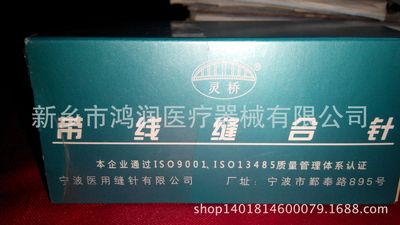 灵桥
®
新乡市鸿润医疗器械有限公司
带线缝合针
本企业通过ISO9001、ISO13485质量管理体系认证
宁波医用缝针有限公司 厂址：宁波市鄞奉路895号
shop1401814600079.1688.com